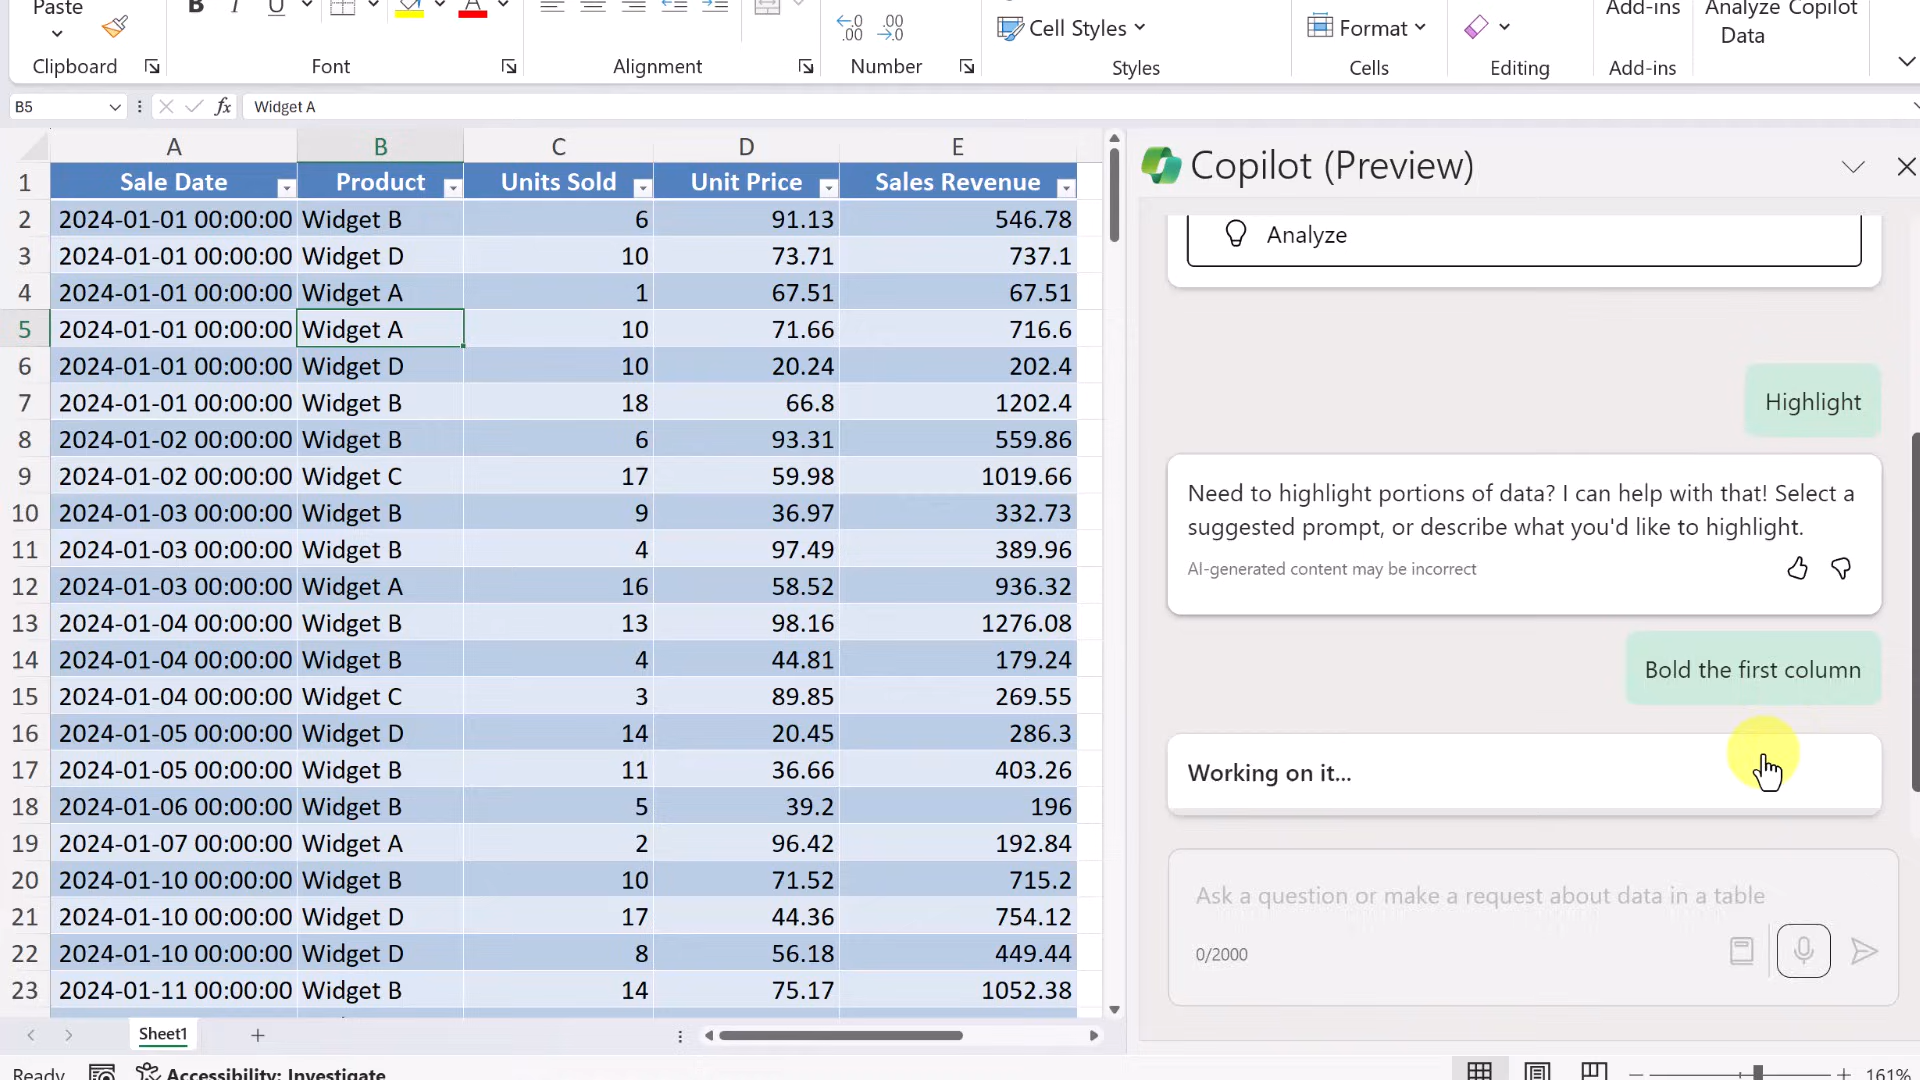 Paste
B I U A
.00 .00
Cell Styles
Format
Add-ins
Analyze Copilot
Data
Clipboard Font Alignment Number Styles Cells Editing Add-ins
B5 fx Widget A
A B C D E
1 Sale Date Product Units Sold Unit Price Sales Revenue
2 2024-01-01 00:00:00 Widget B 6 91.13 546.78
3 2024-01-01 00:00:00 Widget D 10 73.71 737.1
4 2024-01-01 00:00:00 Widget A 1 67.51 67.51
5 2024-01-01 00:00:00 Widget A 10 71.66 716.6
6 2024-01-01 00:00:00 Widget D 10 20.24 202.4
7 2024-01-01 00:00:00 Widget B 18 66.8 1202.4
8 2024-01-02 00:00:00 Widget B 6 93.31 559.86
9 2024-01-02 00:00:00 Widget C 17 59.98 1019.66
10 2024-01-03 00:00:00 Widget B 9 36.97 332.73
11 2024-01-03 00:00:00 Widget B 4 97.49 389.96
12 2024-01-03 00:00:00 Widget A 16 58.52 936.32
13 2024-01-04 00:00:00 Widget B 13 98.16 1276.08
14 2024-01-04 00:00:00 Widget B 4 44.81 179.24
15 2024-01-04 00:00:00 Widget C 3 89.85 269.55
16 2024-01-05 00:00:00 Widget D 14 20.45 286.3
17 2024-01-05 00:00:00 Widget B 11 36.66 403.26
18 2024-01-06 00:00:00 Widget B 5 39.2 196
19 2024-01-07 00:00:00 Widget A 2 96.42 192.84
20 2024-01-10 00:00:00 Widget B 10 71.52 715.2
21 2024-01-10 00:00:00 Widget D 17 44.36 754.12
22 2024-01-10 00:00:00 Widget D 8 56.18 449.44
23 2024-01-11 00:00:00 Widget B 14 75.17 1052.38
Sheet1
Ready Accessibility: Investigate
161%
Copilot (Preview)
Analyze
Highlight
Need to highlight portions of data? I can help with that! Select a
suggested prompt, or describe what you'd like to highlight.
AI-generated content may be incorrect
Bold the first column
Working on it...
Ask a question or make a request about data in a table
0/2000